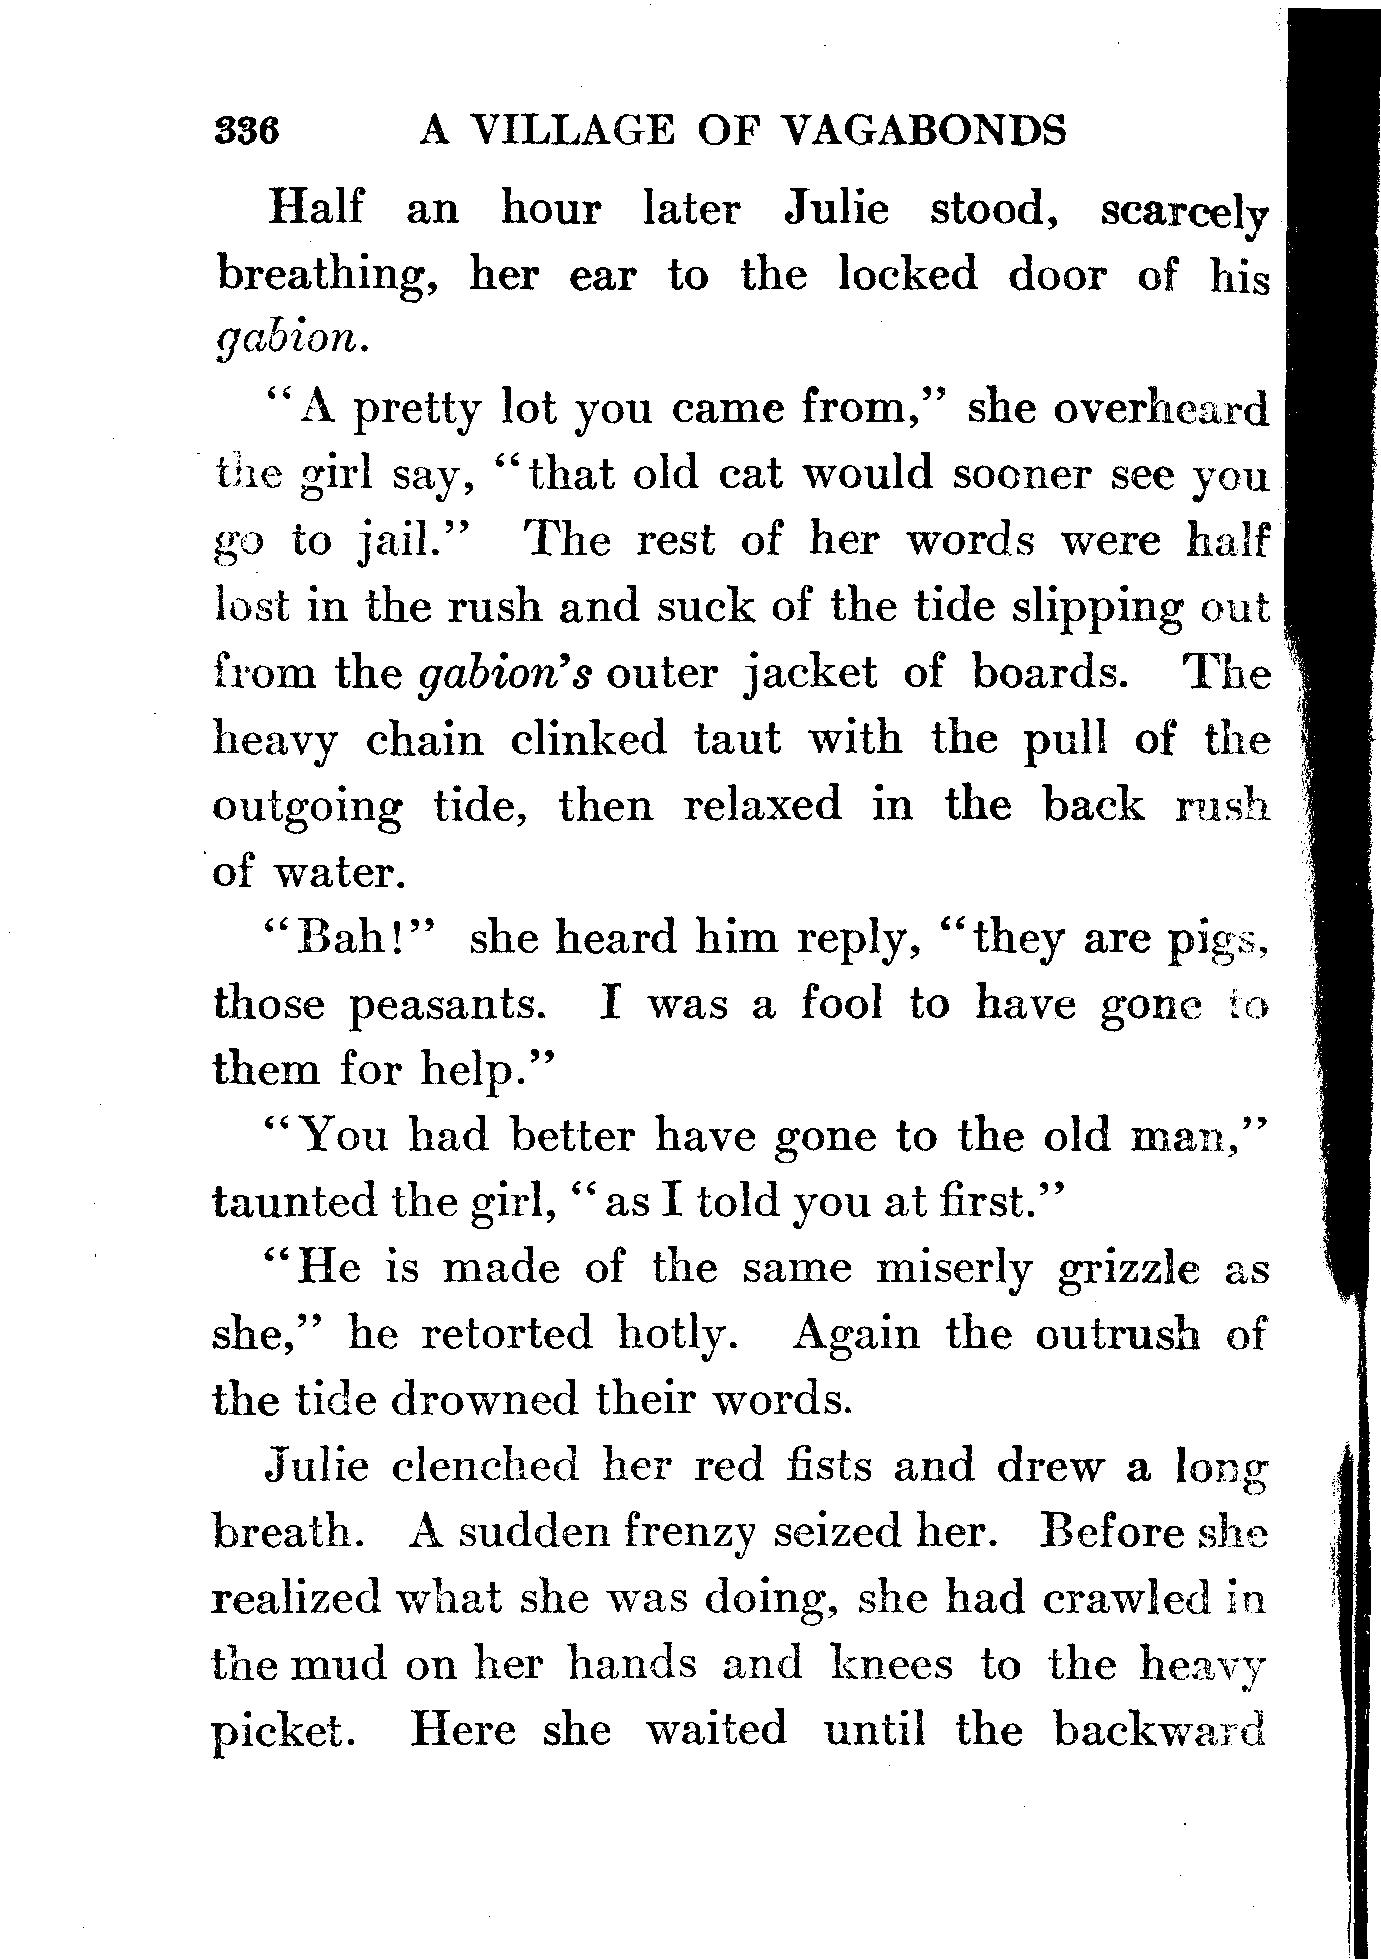 336 A VILLAGE OF VAGABONDS
Half an hour later Julie stood, scarcely
breathing, her ear to the locked door of his
gabion.
“A pretty lot you came from,” she overheard
the girl say, “that old cat would sooner see you
go to jail.” The rest of her words were half
lost in the rush and suck of the tide slipping out
from the gabion’s outer jacket of boards. The
heavy chain clinked taut with the pull of the
outgoing tide, then relaxed in the back rush
of water.
“Bah!” she heard him reply, “they are pigs,
those peasants. I was a fool to have gone to
them for help.”
“You had better have gone to the old man,”
taunted the girl, “as I told you at first.”
“He is made of the same miserly grizzle as
she,” he retorted hotly. Again the outrush of
the tide drowned their words.
Julie clenched her red fists and drew a long
breath. A sudden frenzy seized her. Before she
realized what she was doing, she had crawled in
the mud on her hands and knees to the heavy
picket. Here she waited until the backward